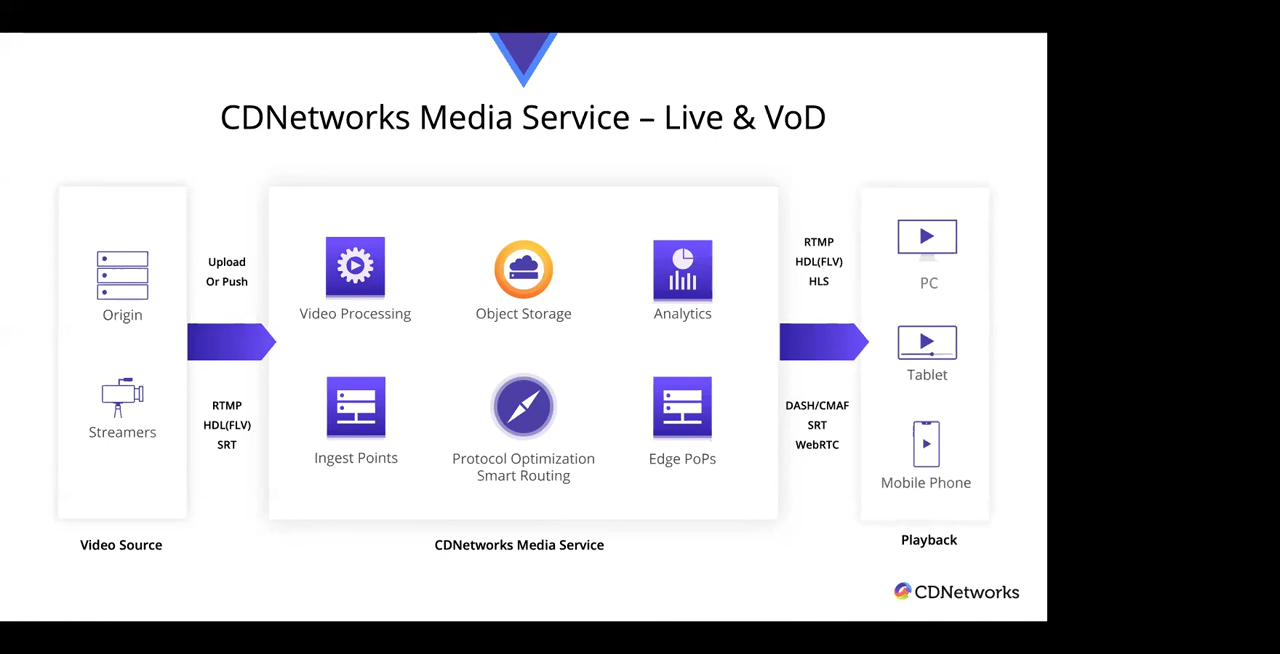 CDNetworks Media Service – Live & VoD
Origin
Streamers
Video Source
Upload
Or Push
RTMP
HDL(FLV)
SRT
Video Processing
Object Storage
Analytics
Ingest Points
Protocol Optimization
Smart Routing
Edge PoPs
CDNetworks Media Service
RTMP
HDL(FLV)
HLS
DASH/CMAF
SRT
WebRTC
PC
Tablet
Mobile Phone
Playback
CDNetworks